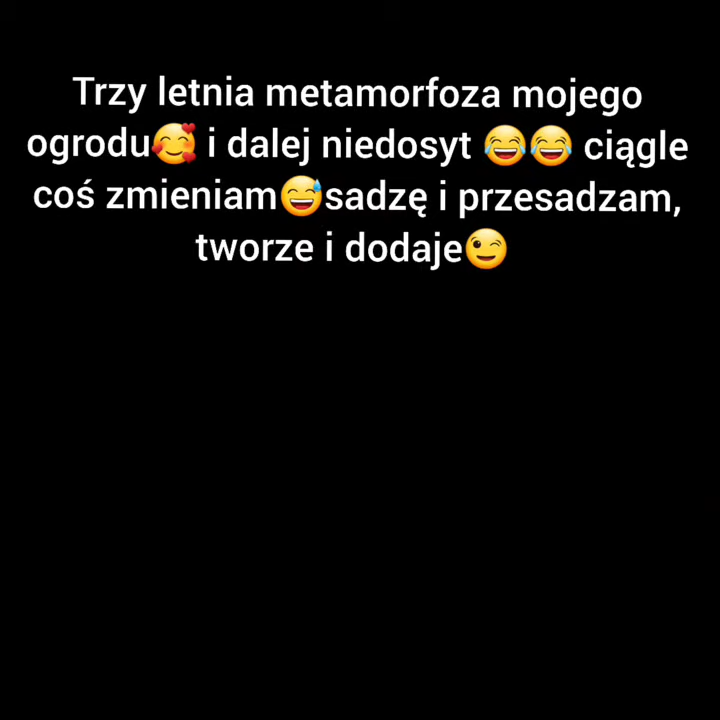 Trzy letnia metamorfoza mojego
ogrodu🥰 i dalej niedosyt 😂😂 ciągle
coś zmieniam😅sadzę i przesadzam,
tworze i dodaje😉